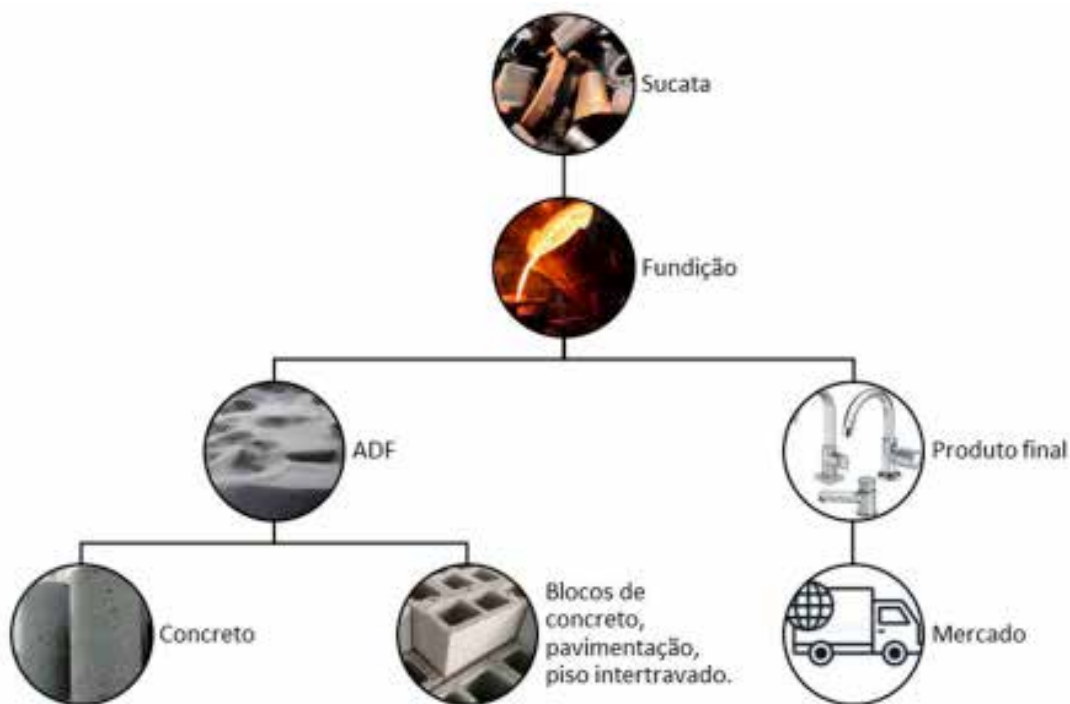 Sucata
Fundição
ADF
Produto final
Concreto
Blocos de
concreto,
pavimentação,
piso intertravado.
Mercado